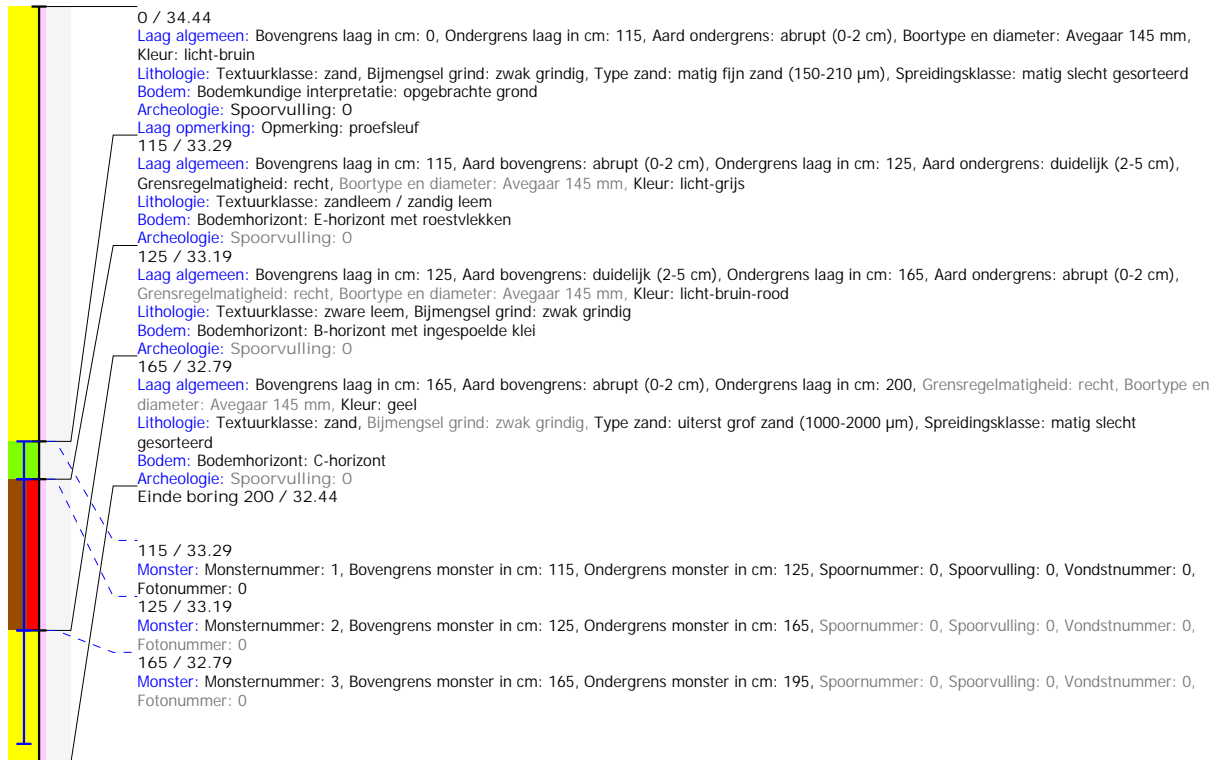 0 / 34.44
Laag algemeen: Bovengrens laag in cm: 0, Ondergrens laag in cm: 115, Aard ondergrens: abrupt (0-2 cm), Boortype en diameter: Avegaar 145 mm,
Kleur: licht-bruin
Lithologie: Textuurklasse: zand, Bijmengsel grind: zwak grindig, Type zand: matig fijn zand (150-210 µm), Spreidingsklasse: matig slecht gesorteerd
Bodem: Bodemkundige interpretatie: opgebrachte grond
Archeologie: Spoorvulling: 0
Laag opmerking: Opmerking: proefsleuf
115 / 33.29
Laag algemeen: Bovengrens laag in cm: 115, Aard bovengrens: abrupt (0-2 cm), Ondergrens laag in cm: 125, Aard ondergrens: duidelijk (2-5 cm),
Grensregelmatigheid: recht, Boortype en diameter: Avegaar 145 mm, Kleur: licht-grijs
Lithologie: Textuurklasse: zandleem / zandig leem
Bodem: Bodemhorizont: E-horizont met roestvlekken
Archeologie: Spoorvulling: 0
125 / 33.19
Laag algemeen: Bovengrens laag in cm: 125, Aard bovengrens: duidelijk (2-5 cm), Ondergrens laag in cm: 165, Aard ondergrens: abrupt (0-2 cm),
Grensregelmatigheid: recht, Boortype en diameter: Avegaar 145 mm, Kleur: licht-bruin-rood
Lithologie: Textuurklasse: zware leem, Bijmengsel grind: zwak grindig
Bodem: Bodemhorizont: B-horizont met ingespoelde klei
Archeologie: Spoorvulling: 0
165 / 32.79
Laag algemeen: Bovengrens laag in cm: 165, Aard bovengrens: abrupt (0-2 cm), Ondergrens laag in cm: 200, Grensregelmatigheid: recht, Boortype en
diameter: Avegaar 145 mm, Kleur: geel
Lithologie: Textuurklasse: zand, Bijmengsel grind: zwak grindig, Type zand: uiterst grof zand (1000-2000 µm), Spreidingsklasse: matig slecht
gesorteerd
Bodem: Bodemhorizont: C-horizont
Archeologie: Spoorvulling: 0
Einde boring 200 / 32.44
115 / 33.29
Monster: Monsternummer: 1, Bovengrens monster in cm: 115, Ondergrens monster in cm: 125, Spoornummer: 0, Spoorvulling: 0, Vondstnummer: 0,
Fotonummer: 0
125 / 33.19
Monster: Monsternummer: 2, Bovengrens monster in cm: 125, Ondergrens monster in cm: 165, Spoornummer: 0, Spoorvulling: 0, Vondstnummer: 0,
Fotonummer: 0
165 / 32.79
Monster: Monsternummer: 3, Bovengrens monster in cm: 165, Ondergrens monster in cm: 195, Spoornummer: 0, Spoorvulling: 0, Vondstnummer: 0,
Fotonummer: 0